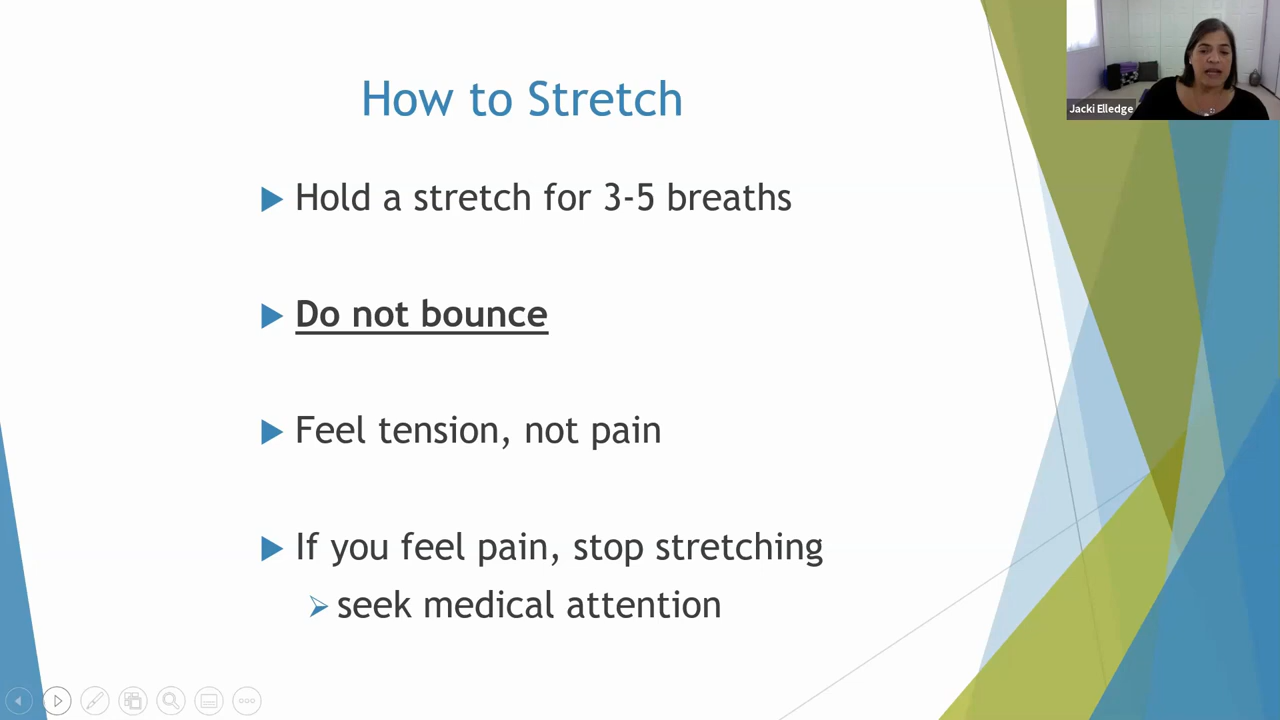 How to Stretch
Jacki Elledge
Hold a stretch for 3-5 breaths
Do not bounce
Feel tension, not pain
If you feel pain, stop stretching
seek medical attention